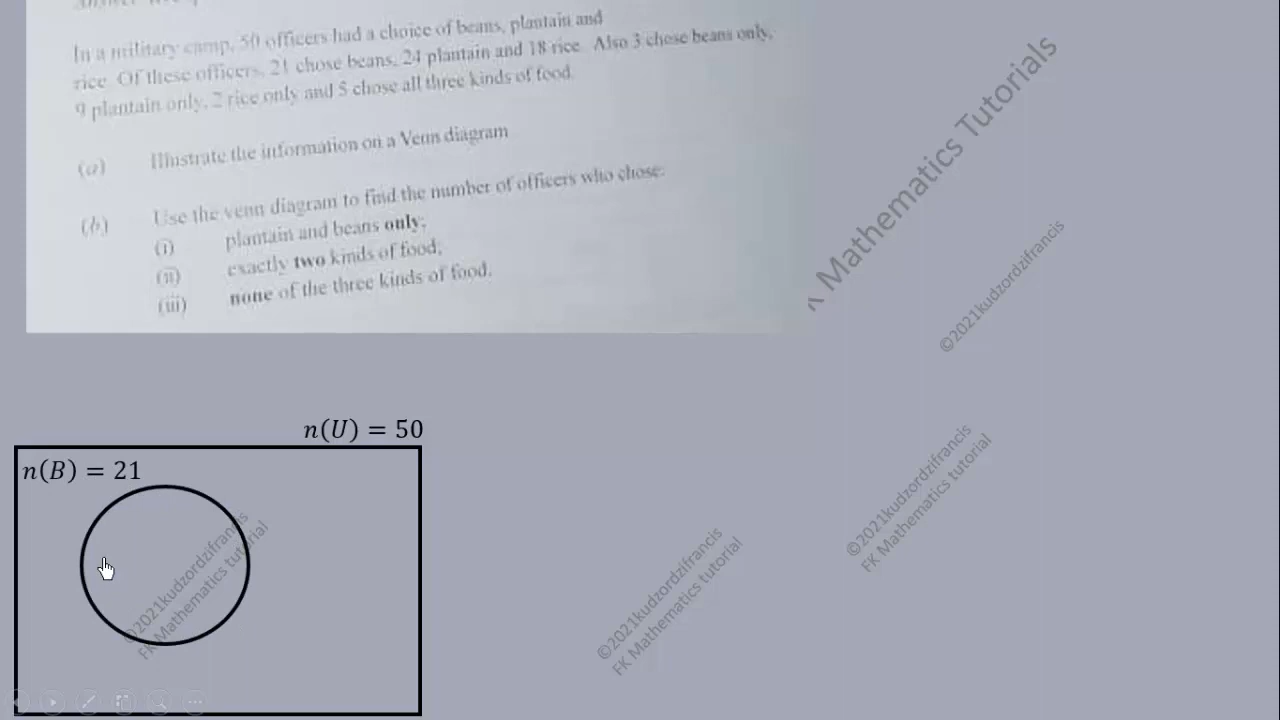 In a military camp, 50 officers had a choice of beans, plantain and
rice. Of these officers, 21 chose beans, 24 plantain and 18 rice. Also 3 chose beans only,
9 plantain only, 2 rice only and 5 chose all three kinds of food.
(a) Illustrate the information on a Venn diagram
(b) Use the venn diagram to find the number of officers who chose:
(i) plantain and beans only;
(ii) exactly two kinds of food;
(iii) none of the three kinds of food.
n(U) = 50
n(B) = 21
Mathematics Tutorials
©2021kudzordzifrancis
©2021kudzordzifrancis
FK Mathematics tutorial
©2021kudzordzifrancis
FK Mathematics tutorial
©2021kudzordzifrancis
FK Mathematics tutorial